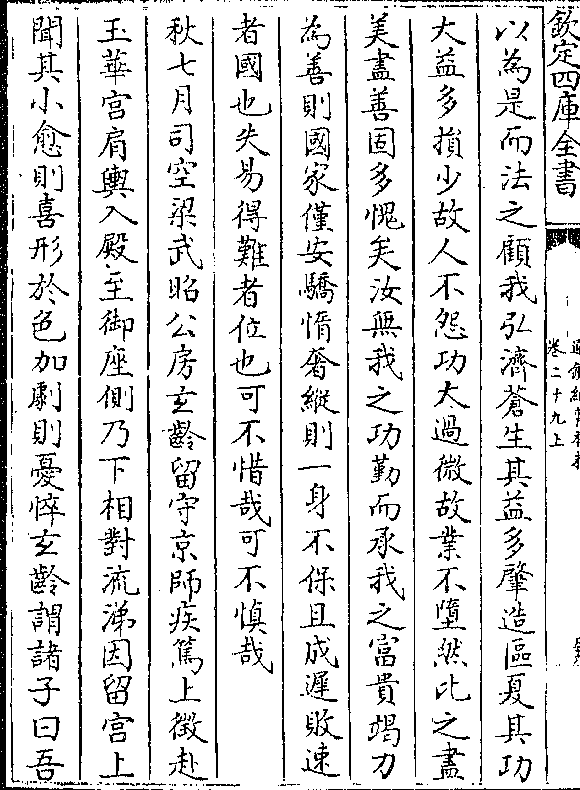 欽定四庫全書
卷二十九上
以為是而法之顧我弘濟蒼生其益多肇造區夏其功
大益多損少故人不怨功大過微故業不墮然比之盡
美盡善固多愧矣汝無我之功勤而承我之富貴竭力
為善則國家僅安驕惰奢縱則一身不保且成遲敗速
者國也失易得難者位也可不惜哉可不慎哉
秋七月司空梁武昭公房玄齡留守京師疾篤上徵赴
玉華宮肩輿入殿至御座側乃下相對流涕因留宮上
聞其小愈則喜形於色加劇則憂悴玄齡謂諸子曰吾